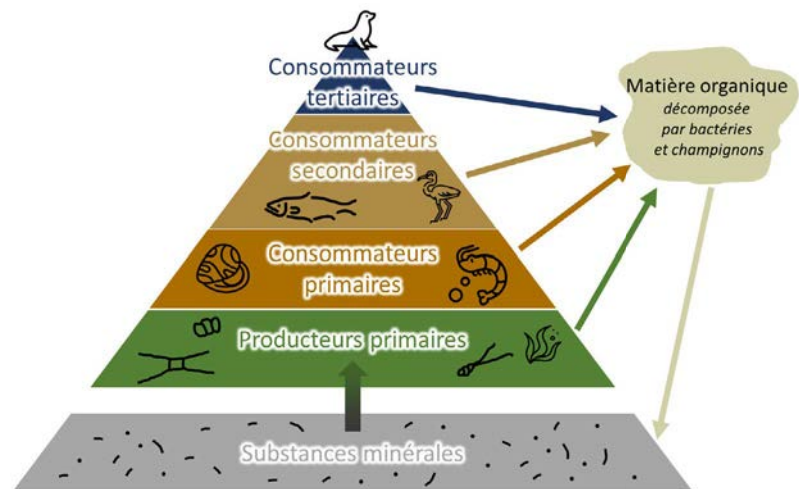 Consommateurs
tertiaires
Matière organique
décomposée
par bactéries
et champignons
Consommateurs
secondaires
Consommateurs
primaires
Producteurs primaires
Substances minérales